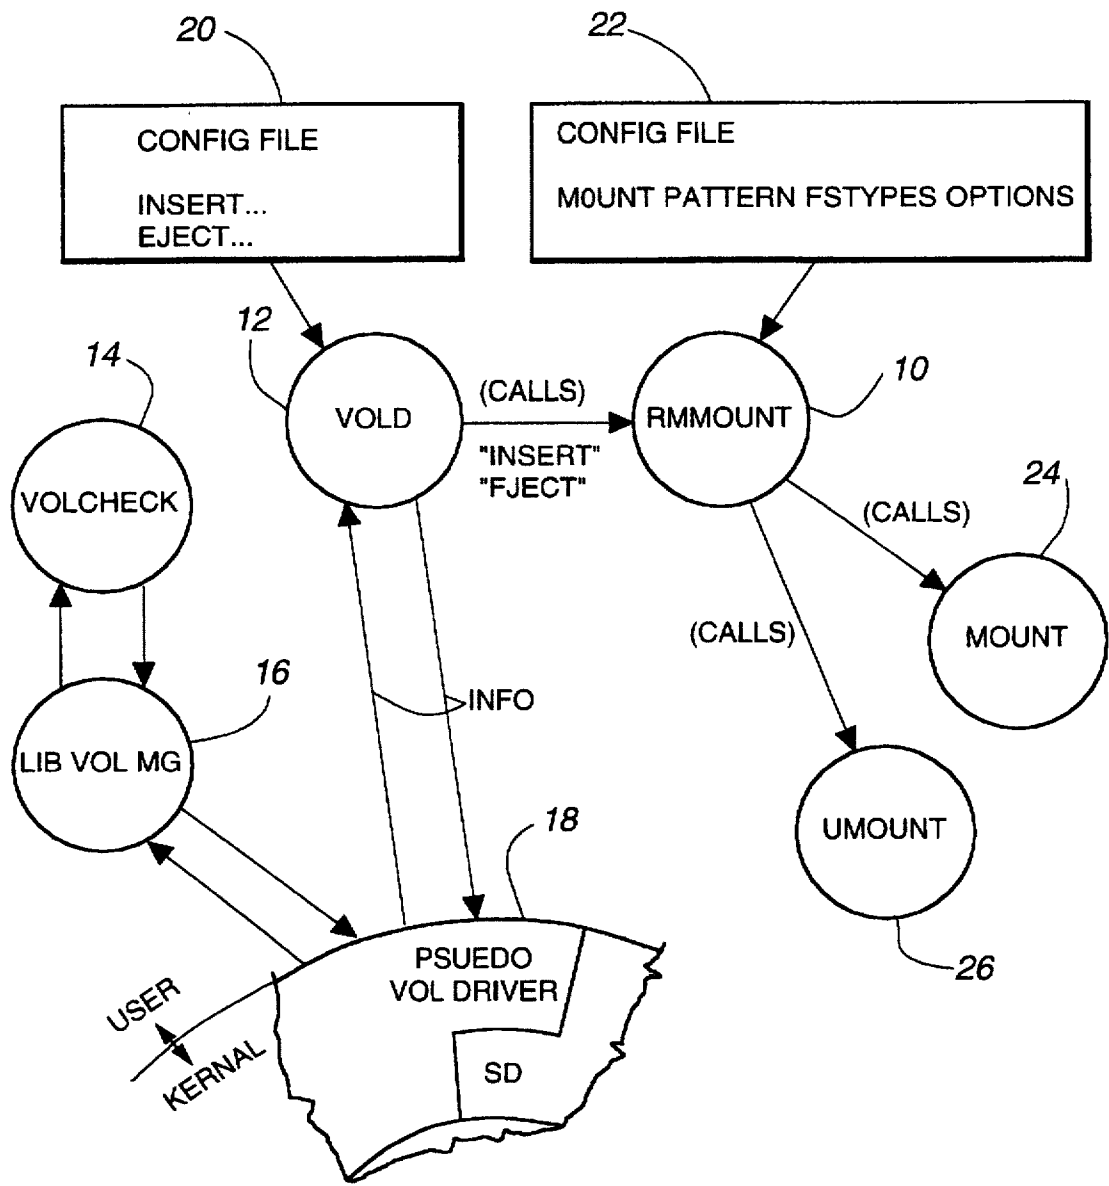 20
22
CONFIG FILE
INSERT...
EJECT...
CONFIG FILE
M0UNT PATTERN FSTYPES OPTIONS
12
14
10
VOLD
(CALLS)
"INSERT"
"FJECT"
RMMOUNT
VOLCHECK
24
(CALLS)
MOUNT
(CALLS)
16
INFO
LIB VOL MG
18
UMOUNT
26
PSUEDO
VOL DRIVER
USER
KERNAL
SD